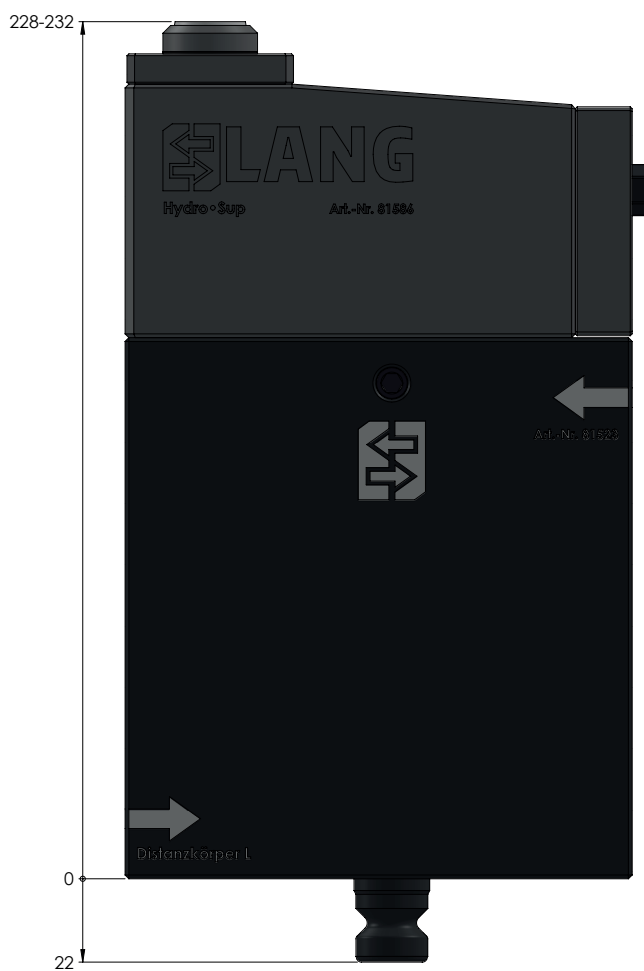 228-232
LANG
Hydro•Sup Art.-Nr. 81586
Art.-Nr. 81523
Distanzkörper L
0
22